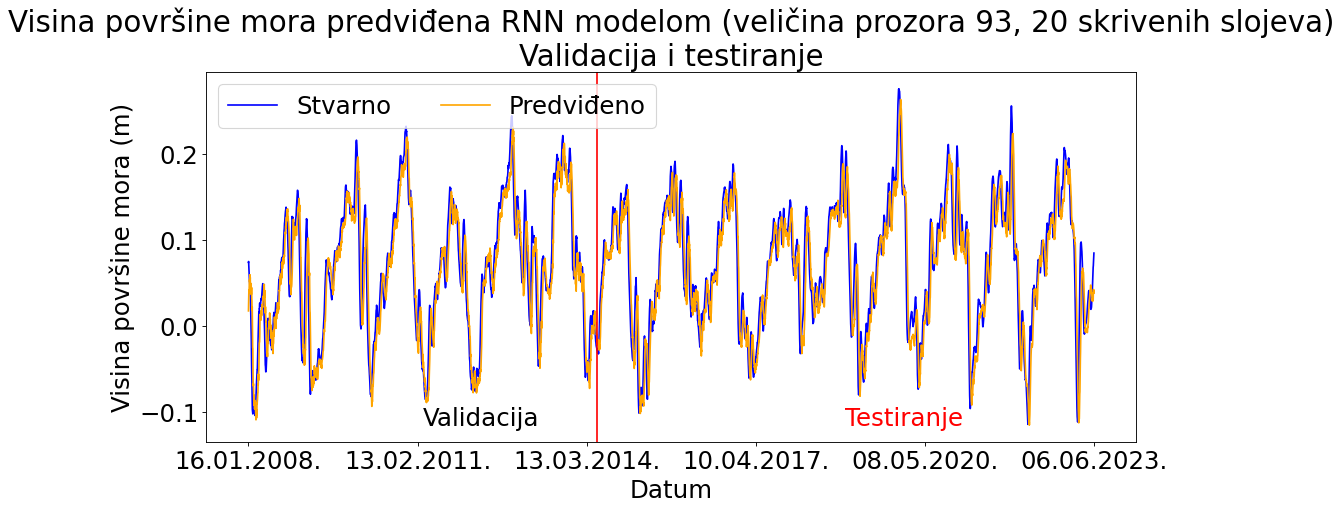 Visina površine mora predviđena RNN modelom (veličina prozora 93, 20 skrivenih slojeva)
Validacija i testiranje
Stvarno Predviđeno
Visina površine mora (m)
0.2
0.1
0.0
−0.1
Validacija Testiranje
16.01.2008. 13.02.2011. 13.03.2014. 10.04.2017. 08.05.2020. 06.06.2023.
Datum